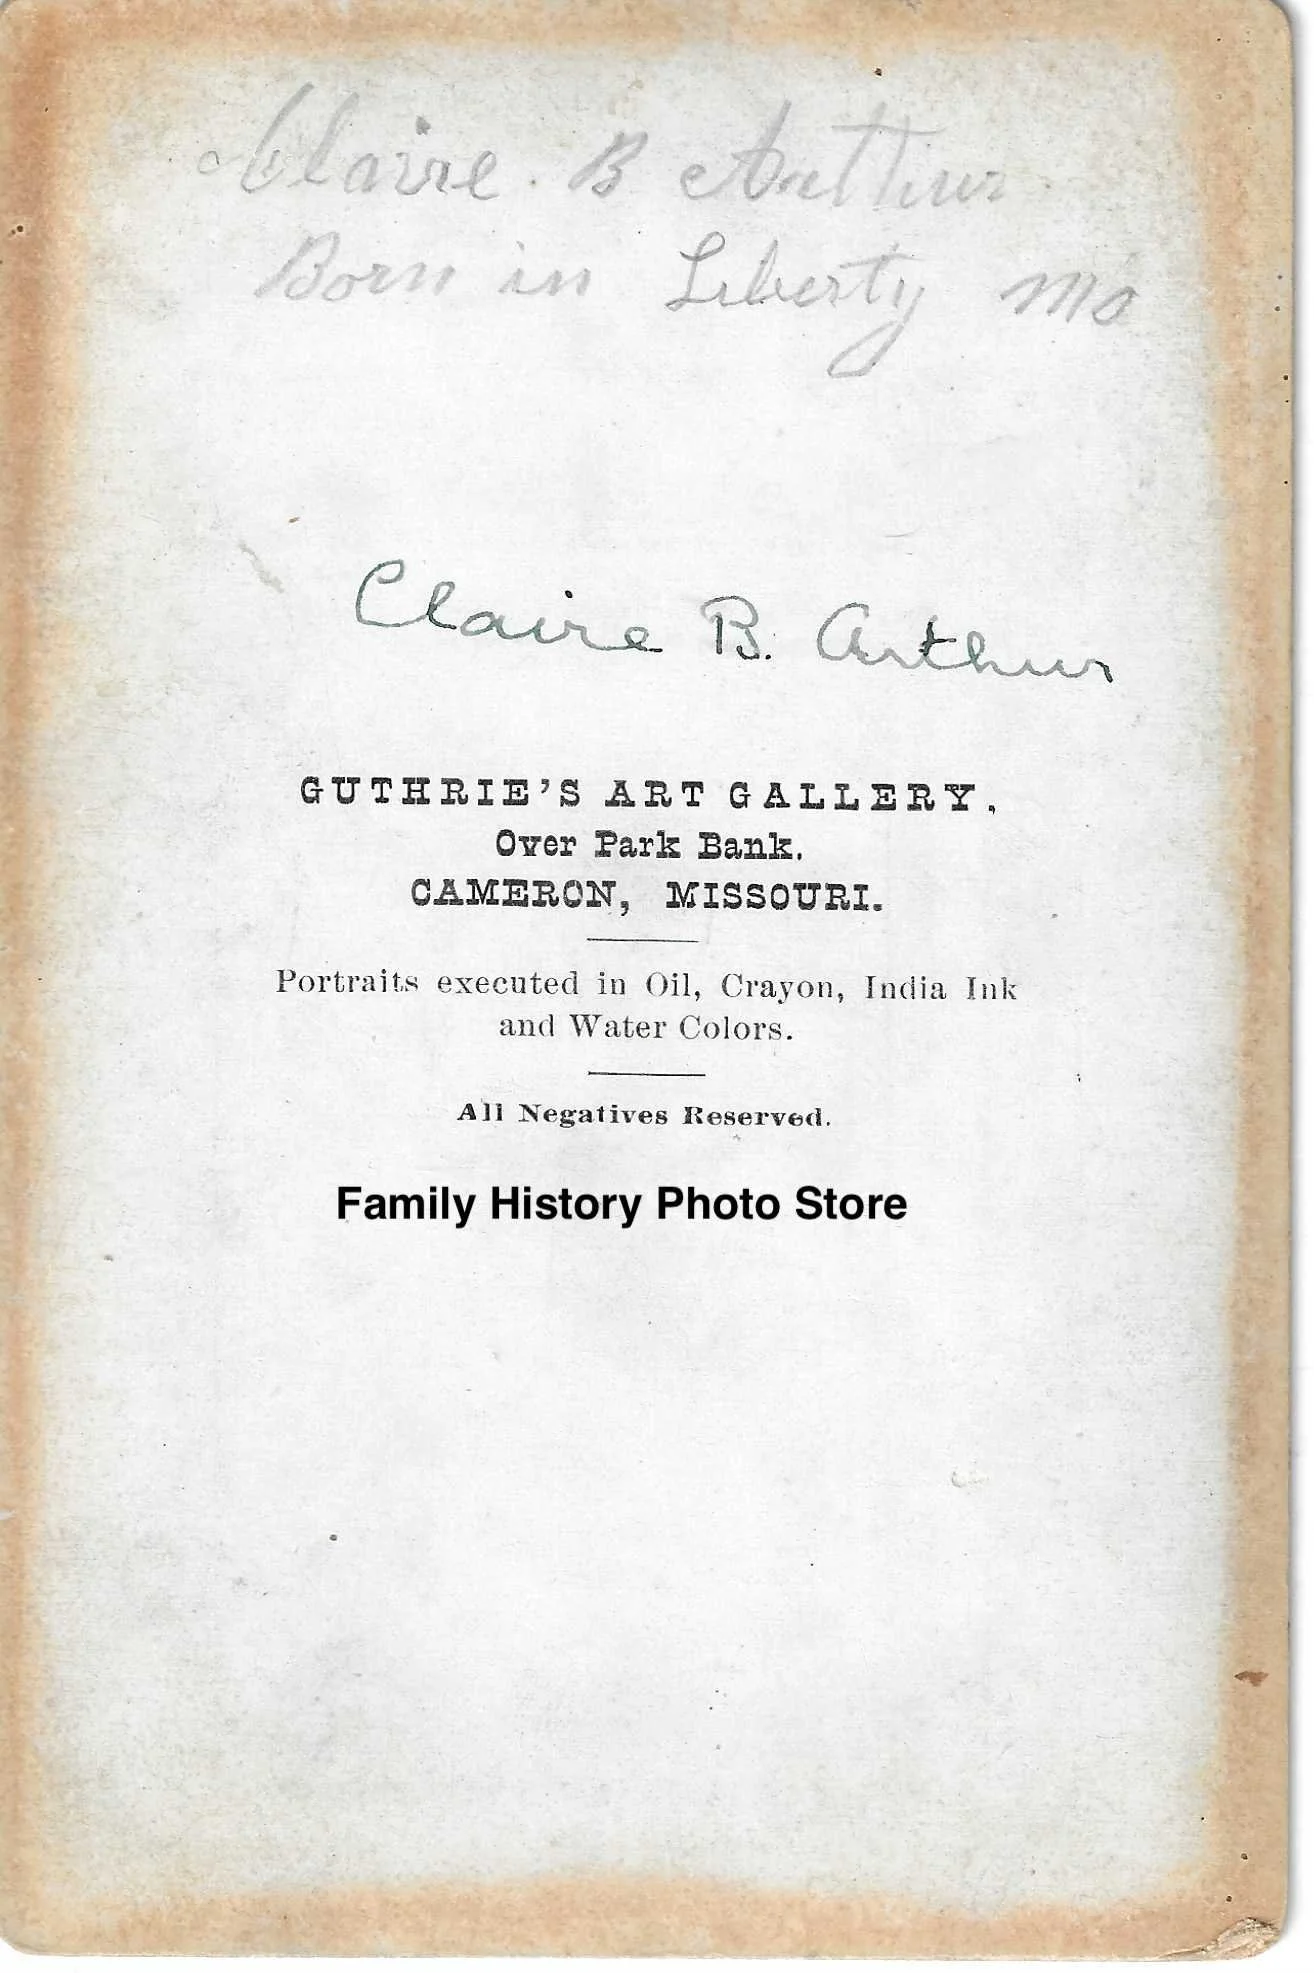 Claire B Arthur
Born in Liberty Mo
Claire B. Arthur
GUTHRIE'S ART GALLERY,
Over Park Bank,
CAMERON, MISSOURI.
Portraits executed in Oil, Crayon, India Ink
and Water Colors.
All Negatives Reserved.
Family History Photo Store